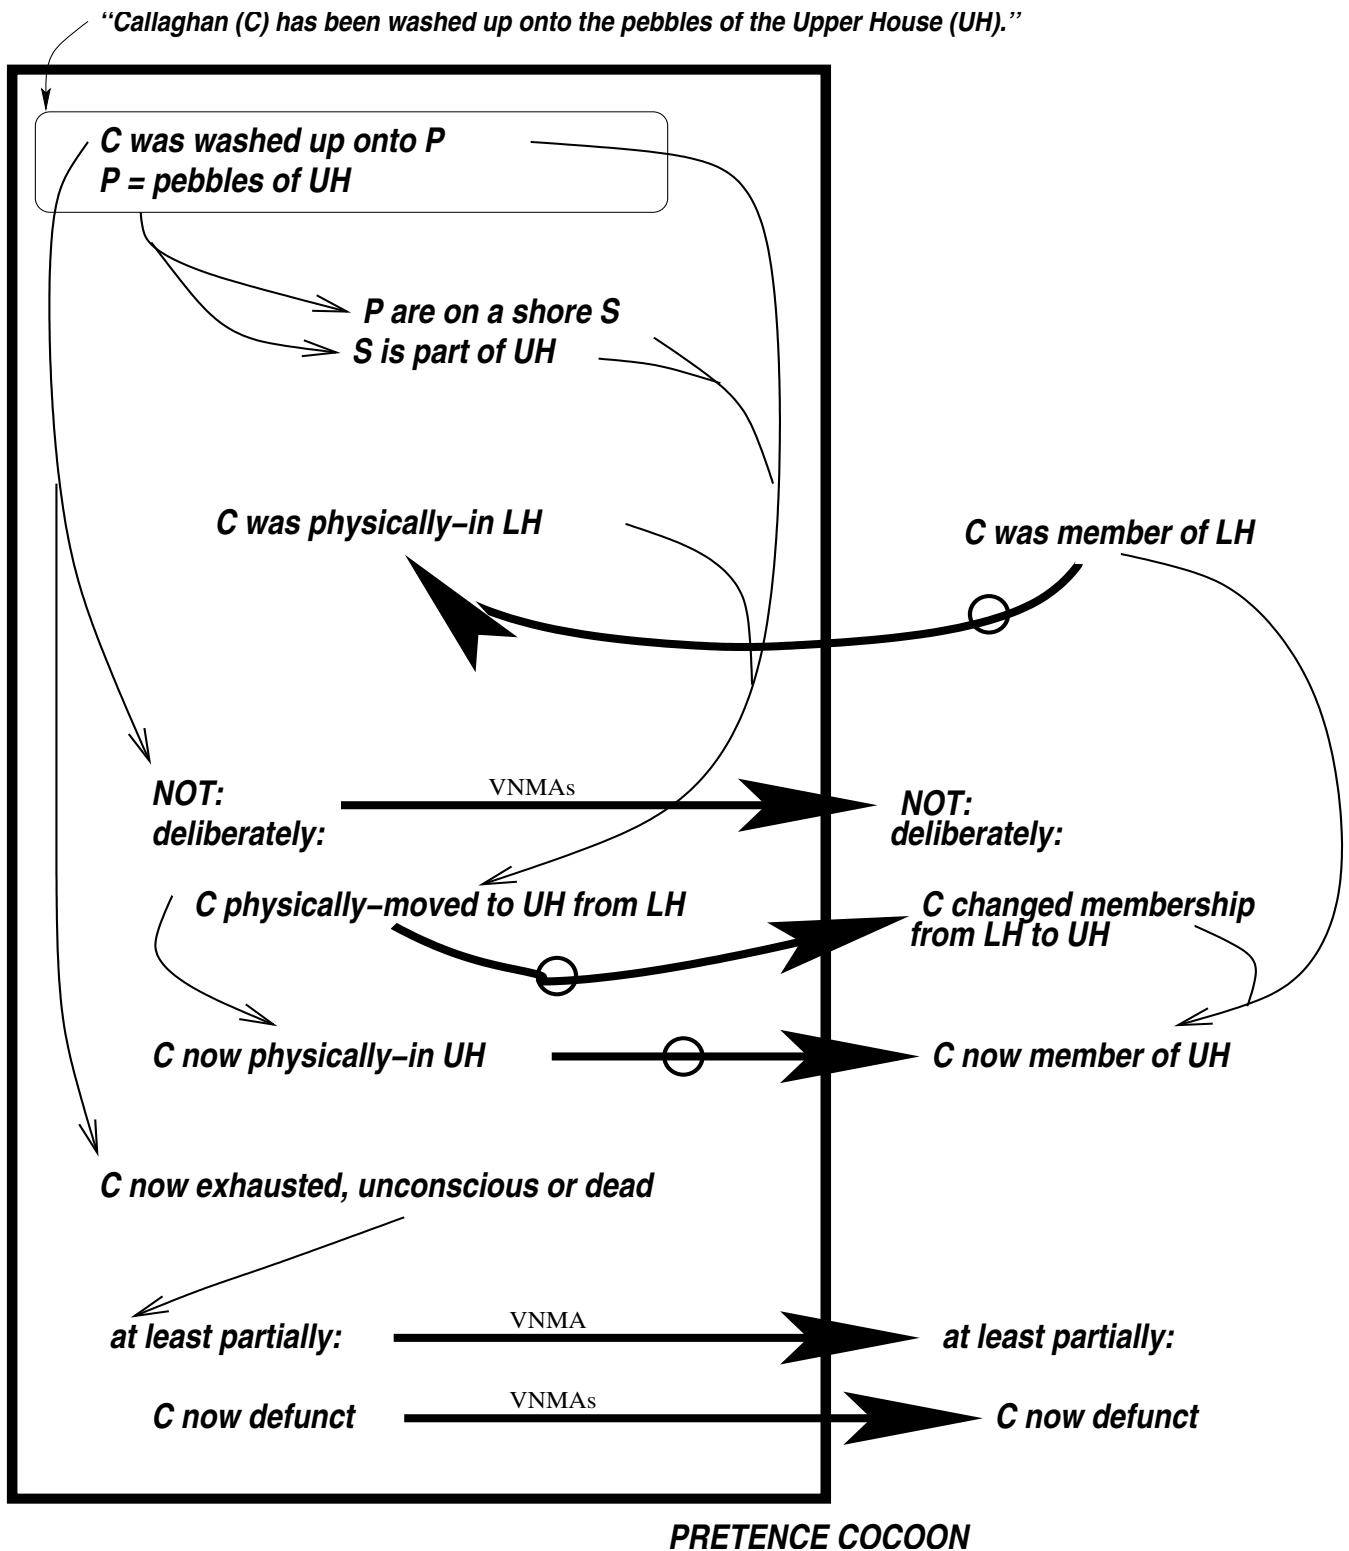 “Callaghan (C) has been washed up onto the pebbles of the Upper House (UH).”
C was washed up onto P
P = pebbles of UH
P are on a shore S
S is part of UH
C was physically–in LH
C was member of LH
VNMAs
NOT:
deliberately:
NOT:
deliberately:
C physically–moved to UH from LH
C changed membership
from LH to UH
C now physically–in UH
C now member of UH
C now exhausted, unconscious or dead
VNMA
at least partially:
at least partially:
VNMAs
C now defunct
C now defunct
PRETENCE COCOON